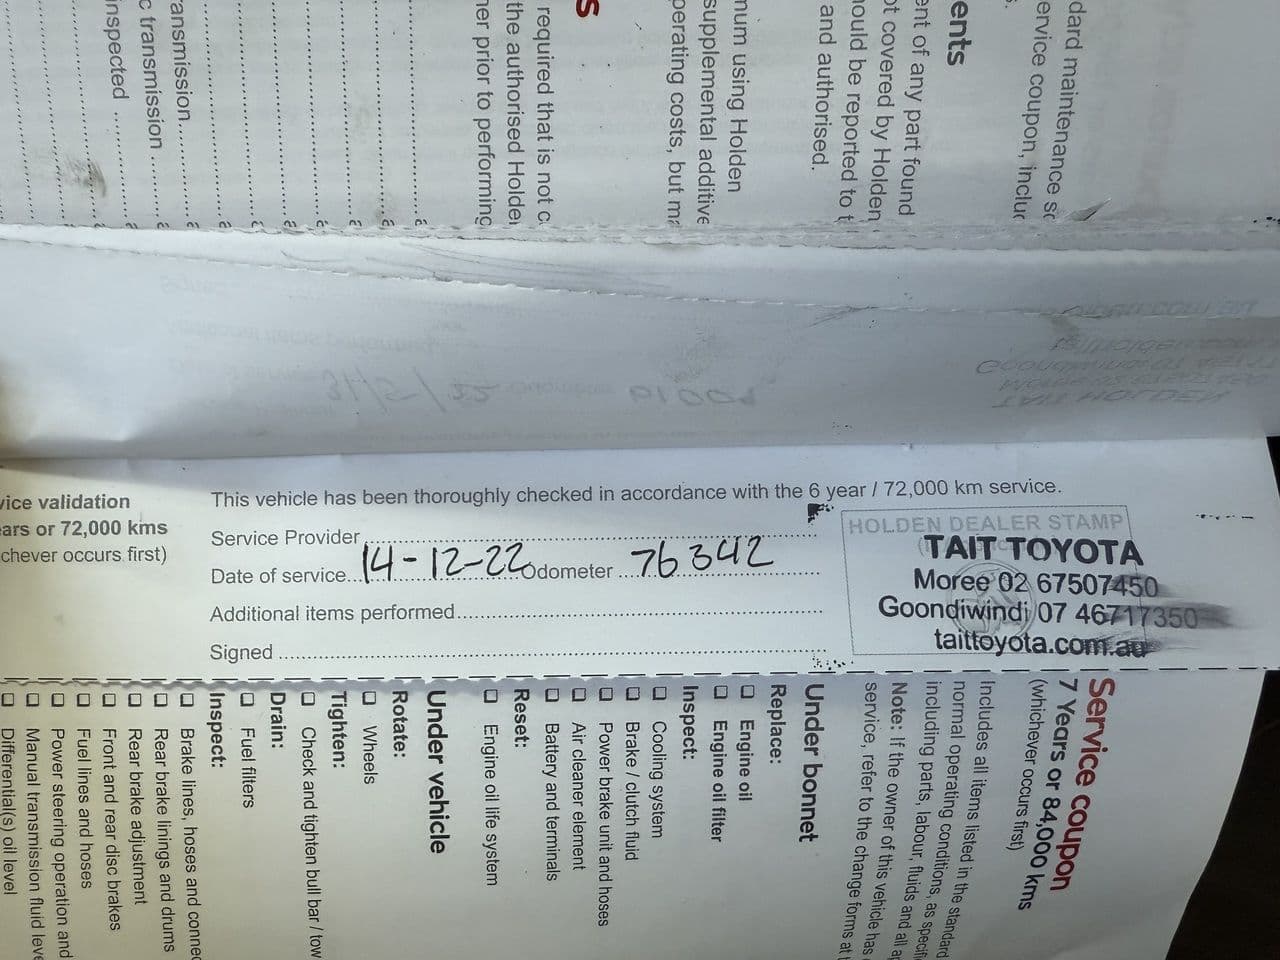 dard maintenance
ervice coupon, includ
ents
ent of any part found
ot covered by Holden
hould be reported to t
and authorised.
mum using Holden
supplemental additive
perating costs, but ma
s
required that is not c
the authorised Holder
ner prior to performing
ransmission
c transmission
inspected
vice validation
ears or 72,000 kms
chever occurs first)
This vehicle has been thoroughly checked in accordance with the 6 year / 72,000 km service.
Service Provider
Date of service 14-12-22 Odometer 76342
Additional items performed
Signed
HOLDEN DEALER STAMP
TAIT TOYOTA
Moree 02 67507450
Goondiwindi 07 46717350
taittoyota.com.au
Service coupon
7 Years or 84,000 kms
(whichever occurs first)
Includes all items listed in the standard
normal operating conditions, as specifi
including parts, labour, fluids and all a
Note: If the owner of this vehicle has
service, refer to the change forms at
Under bonnet
Replace:
Engine oil
Engine oil filter
Inspect:
Cooling system
Brake / clutch fluid
Power brake unit and hoses
Air cleaner element
Battery and terminals
Reset:
Engine oil life system
Under vehicle
Rotate:
Wheels
Tighten:
Check and tighten bull bar / tow
Drain:
Fuel filters
Inspect:
Brake lines, hoses and connec
Rear brake linings and drums
Rear brake adjustment
Front and rear disc brakes
Fuel lines and hoses
Power steering operation and
Manual transmission fluid leve
Differential(s) oil level